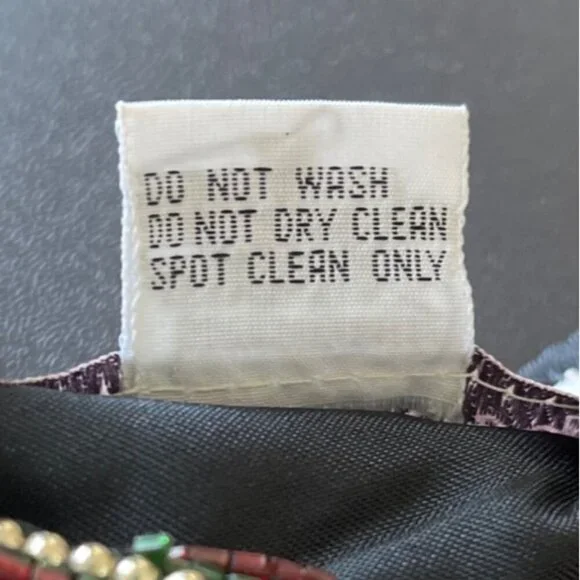 DO NOT WASH
DO NOT DRY CLEAN
SPOT CLEAN ONLY